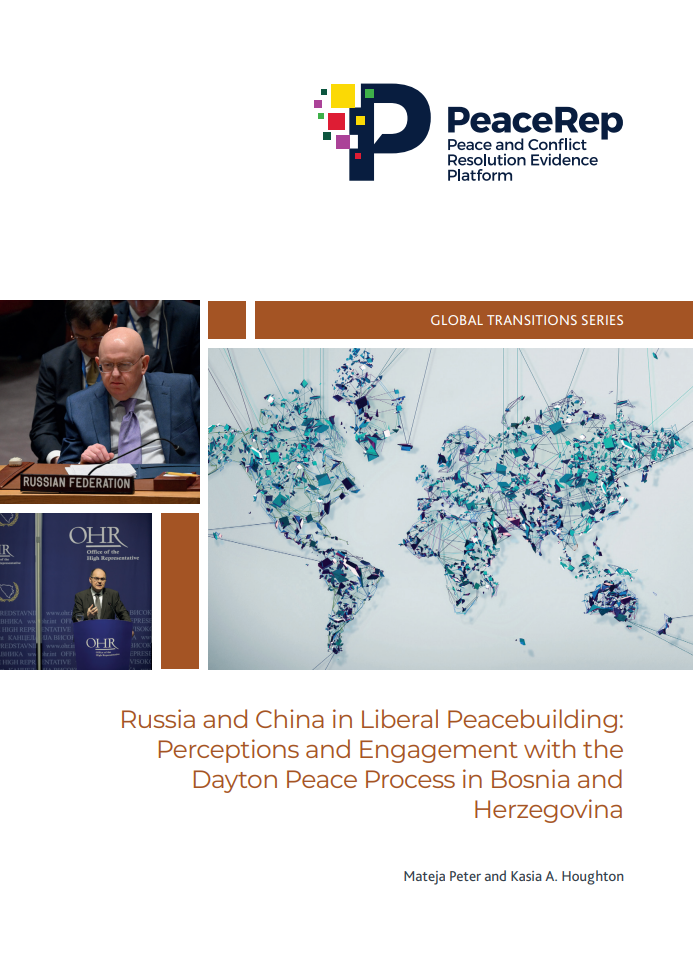 PeaceRep
Peace and Conflict
Resolution Evidence
Platform
GLOBAL TRANSITIONS SERIES
RUSSIAN FEDERATION
OHR
Office of the
High Representative
OHR
Russia and China in Liberal Peacebuilding:
Perceptions and Engagement with the
Dayton Peace Process in Bosnia and
Herzegovina
Mateja Peter and Kasia A. Houghton